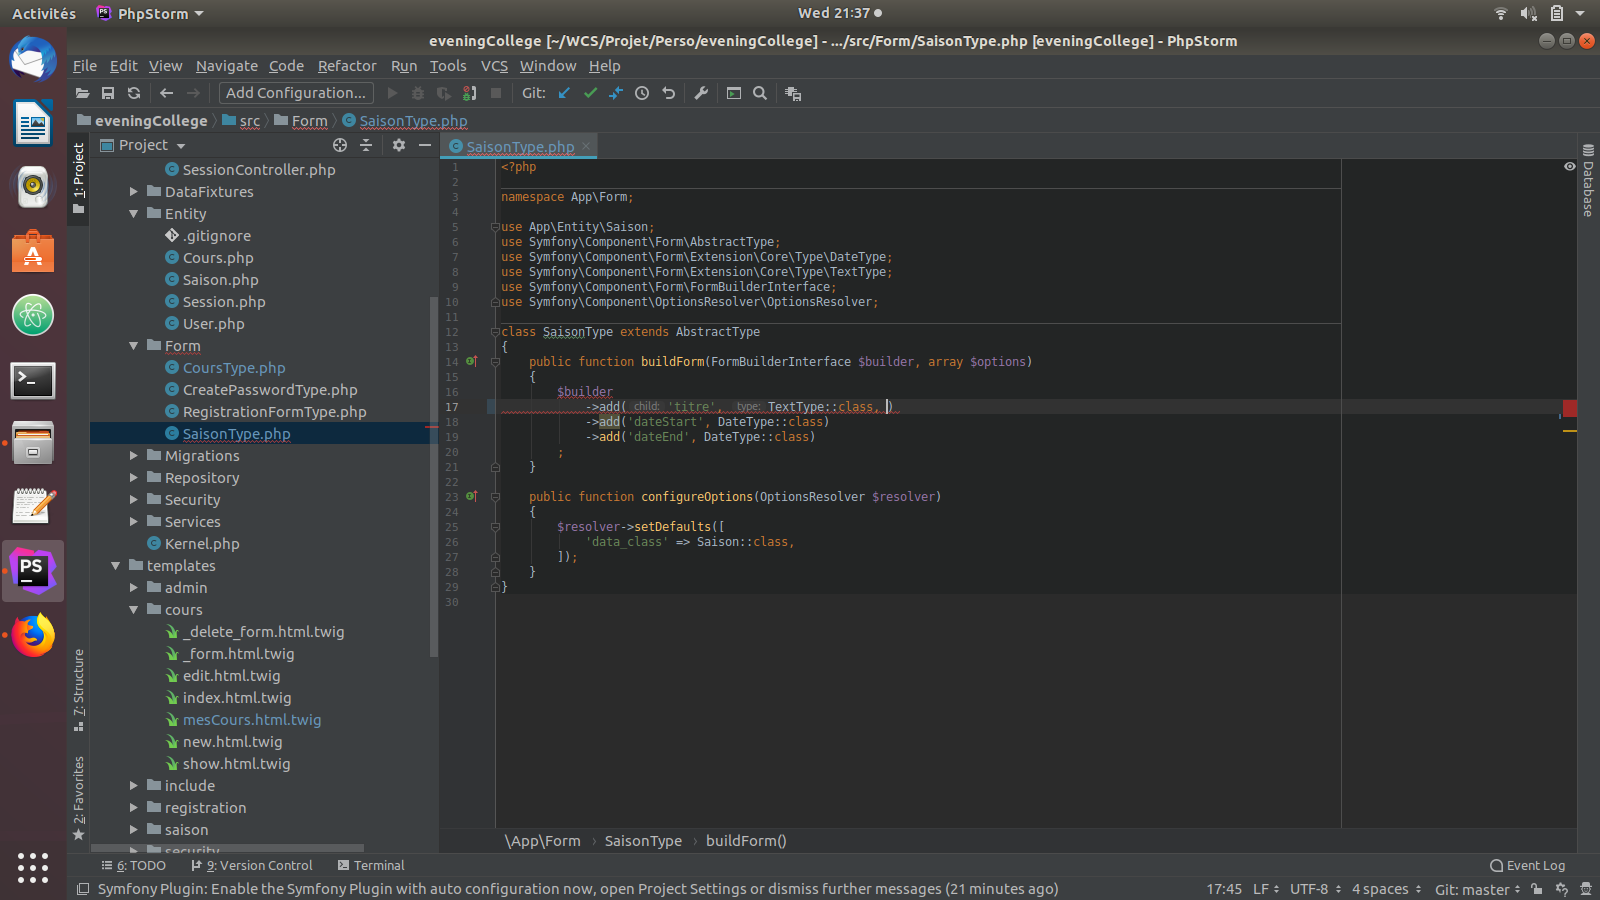 Activités PhpStorm Wed 21:37
eveningCollege [~/WCS/Projet/Perso/eveningCollege] - .../src/Form/SaisonType.php [eveningCollege] - PhpStorm
File Edit View Navigate Code Refactor Run Tools VCS Window Help
Add Configuration... Git:
eveningCollege src Form SaisonType.php
1: Project
7: Structure
2: Favorites
Project
SessionController.php
DataFixtures
Entity
.gitignore
Cours.php
Saison.php
Session.php
User.php
Form
CoursType.php
CreatePasswordType.php
RegistrationFormType.php
SaisonType.php
Migrations
Repository
Security
Services
Kernel.php
templates
admin
cours
_delete_form.html.twig
_form.html.twig
edit.html.twig
index.html.twig
mesCours.html.twig
new.html.twig
show.html.twig
include
registration
saison
security
SaisonType.php
1 <?php
2
3 namespace App\Form;
4
5 use App\Entity\Saison;
6 use Symfony\Component\Form\AbstractType;
7 use Symfony\Component\Form\Extension\Core\Type\DateType;
8 use Symfony\Component\Form\Extension\Core\Type\TextType;
9 use Symfony\Component\Form\FormBuilderInterface;
10 use Symfony\Component\OptionsResolver\OptionsResolver;
11
12 class SaisonType extends AbstractType
13 {
14 public function buildForm(FormBuilderInterface $builder, array $options)
15 {
16 $builder
17 ->add( child: 'titre', type: TextType::class, )
18 ->add('dateStart', DateType::class)
19 ->add('dateEnd', DateType::class)
20 ;
21 }
22
23 public function configureOptions(OptionsResolver $resolver)
24 {
25 $resolver->setDefaults([
26 'data_class' => Saison::class,
27 ]);
28 }
29 }
30
Database
\App\Form SaisonType buildForm()
6: TODO 9: Version Control Terminal Event Log
Symfony Plugin: Enable the Symfony Plugin with auto configuration now, open Project Settings or dismiss further messages (21 minutes ago) 17:45 LF UTF-8 4 spaces Git: master